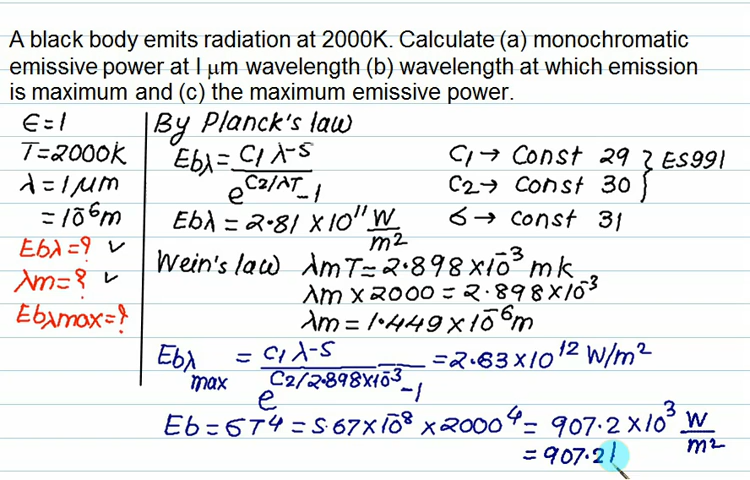 A black body emits radiation at 2000K. Calculate (a) monochromatic
emissive power at I μm wavelength (b) wavelength at which emission
is maximum and (c) the maximum emissive power.
ϵ=1
T=2000K
λ=1μm
=10⁻⁶m
Ebλ=? ✓
λm=? ✓
Ebλmax=?
By Planck's law
Ebλ = C1 λ-5 / e^(C2/λT) -1
C1 → Const 29
C2 → Const 30 } ES991
Ebλ = 2.81 ×10¹¹ W/m2
6 → Const 31
Wein's law λmT = 2.898×10⁻³ mk
λm × 2000 = 2.898×10⁻³
λm = 1.449×10⁻⁶m
Ebλ max = C1 λ-5 / e^(C2/2.898×10⁻³) -1 = 2.63×10¹² W/m²
Eb = 6T⁴ = 5.67×10⁻⁸ × 2000⁴ = 907.2×10³ W/m2
= 907.2